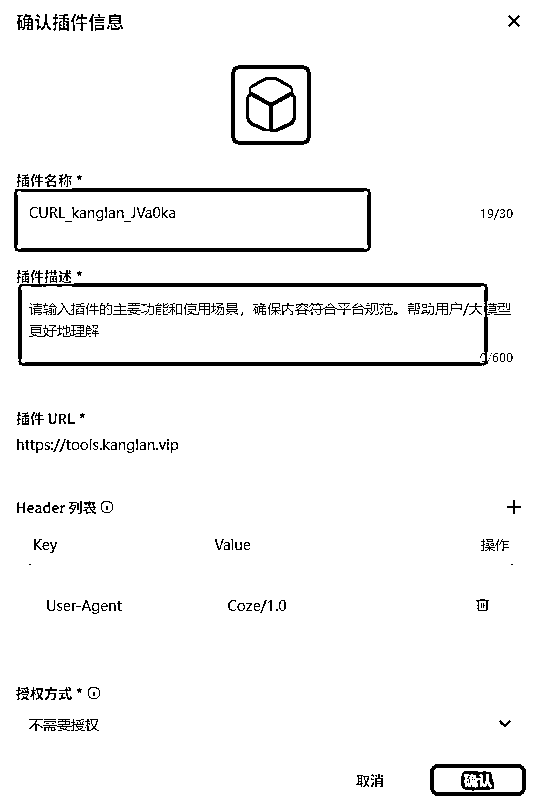 确认插件信息
插件名称 *
CURL_kanglan_JVa0ka
19/30
插件描述 *
请输入插件的主要功能和使用场景，确保内容符合平台规范。帮助用户/大模型
更好地理解
0/600
插件 URL *
https://tools.kanglan.vip
Header 列表
Key Value 操作
User-Agent Coze/1.0
授权方式 *
不需要授权
取消 确认